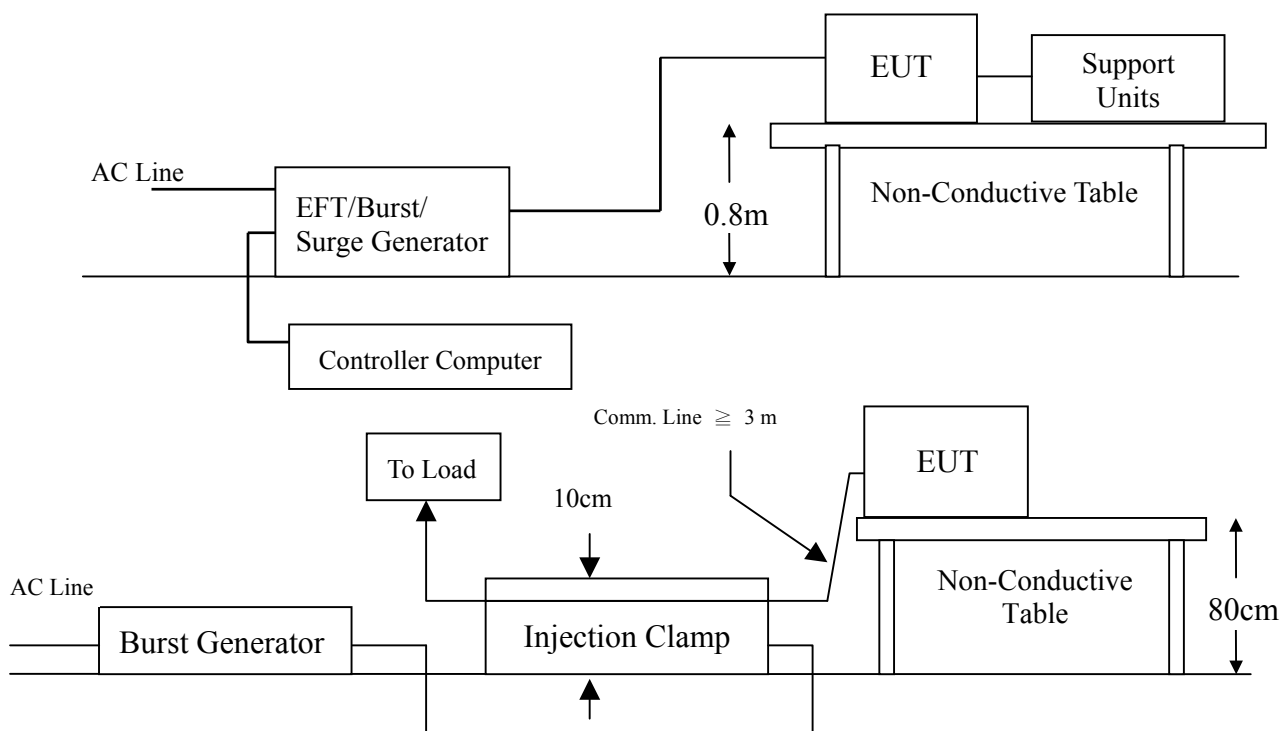 EUT
Support
Units
AC Line
EFT/Burst/
Surge Generator
0.8m
Non-Conductive Table
Controller Computer
Comm. Line ≧ 3 m
To Load
10cm
EUT
AC Line
Burst Generator
Injection Clamp
Non-Conductive
Table
80cm